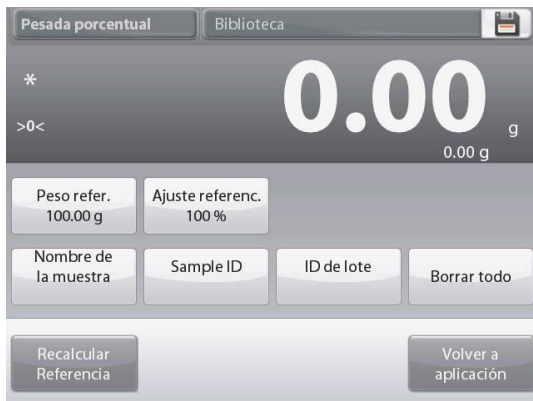 Pesada porcentual
Biblioteca
*
0.00 g
>0<
0.00 g
Peso refer.
100.00 g
Ajuste referenc.
100 %
Nombre de
la muestra
Sample ID
ID de lote
Borrar todo
Recalcular
Referencia
Volver a
aplicación